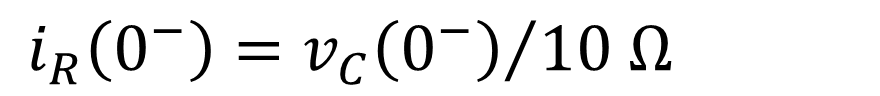 i_R(0⁻) = v_C(0⁻)/10 Ω